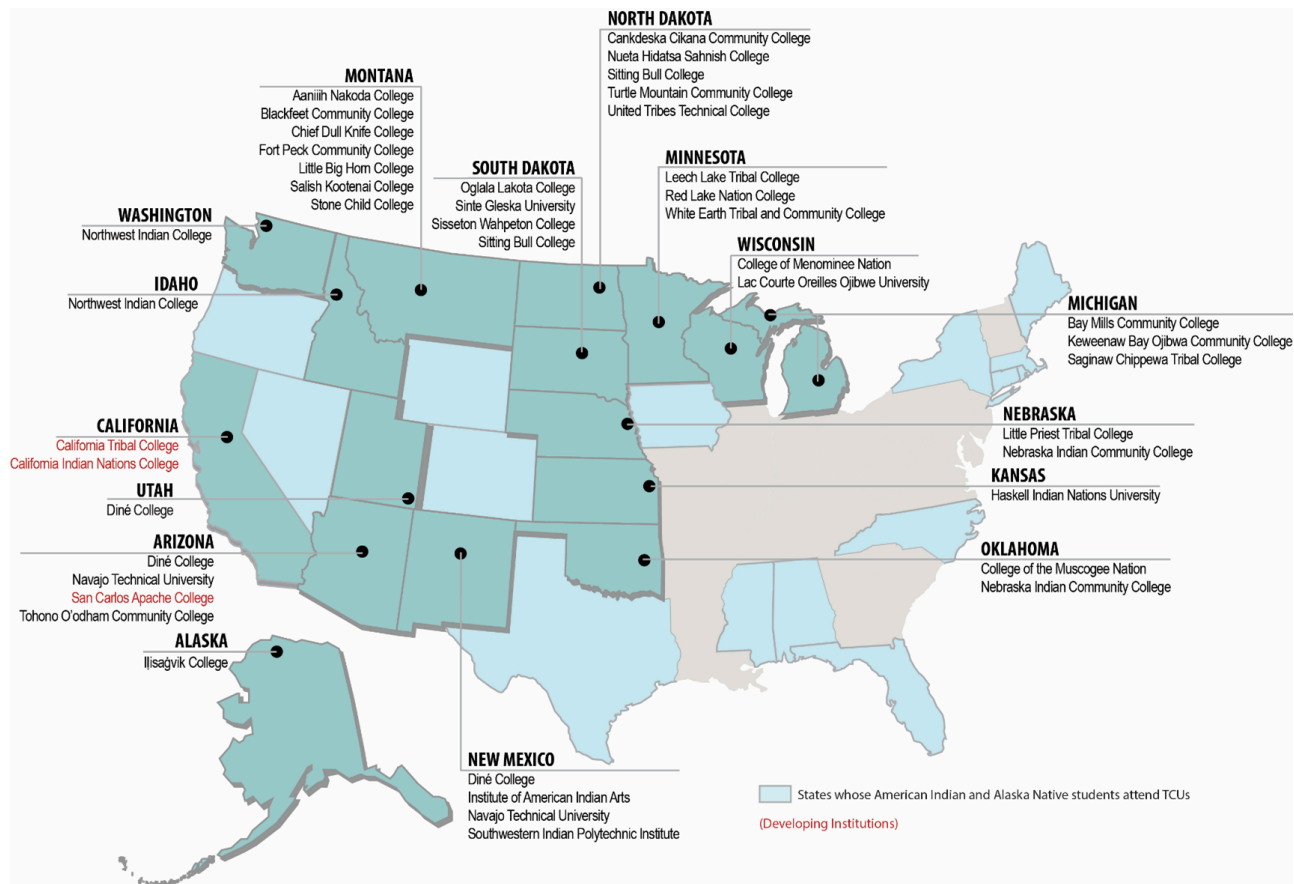 NORTH DAKOTA
Cankdeska Cikana Community College
Nueta Hidatsa Sahnish College
Sitting Bull College
Turtle Mountain Community College
United Tribes Technical College
MONTANA
Aaniiih Nakoda College
Blackfeet Community College
Chief Dull Knife College
Fort Peck Community College
Little Big Horn College
Salish Kootenai College
Stone Child College
SOUTH DAKOTA
Oglala Lakota College
Sinte Gleska University
Sisseton Wahpeton College
Sitting Bull College
MINNESOTA
Leech Lake Tribal College
Red Lake Nation College
White Earth Tribal and Community College
WASHINGTON
Northwest Indian College
WISCONSIN
College of Menominee Nation
Lac Courte Oreilles Ojibwe University
IDAHO
Northwest Indian College
MICHIGAN
Bay Mills Community College
Keweenaw Bay Ojibwa Community College
Saginaw Chippewa Tribal College
CALIFORNIA
California Tribal College
California Indian Nations College
NEBRASKA
Little Priest Tribal College
Nebraska Indian Community College
KANSAS
Haskell Indian Nations University
UTAH
Diné College
ARIZONA
Diné College
Navajo Technical University
San Carlos Apache College
Tohono O'odham Community College
OKLAHOMA
College of the Muscogee Nation
Nebraska Indian Community College
ALASKA
Iḷisaġvik College
NEW MEXICO
Diné College
Institute of American Indian Arts
Navajo Technical University
Southwestern Indian Polytechnic Institute
States whose American Indian and Alaska Native students attend TCUs
(Developing Institutions)